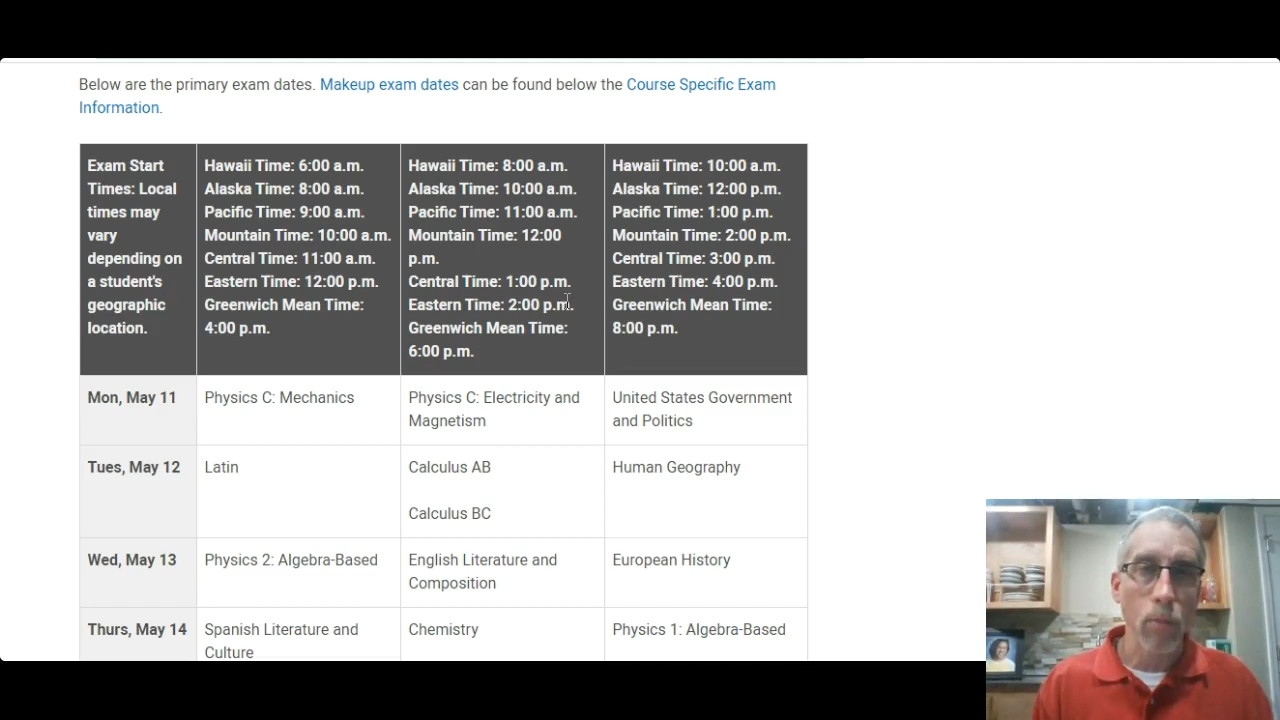 Below are the primary exam dates. Makeup exam dates can be found below the Course Specific Exam
Information.
Exam Start
Times: Local
times may
vary
depending on
a student's
geographic
location.
Hawaii Time: 6:00 a.m.
Alaska Time: 8:00 a.m.
Pacific Time: 9:00 a.m.
Mountain Time: 10:00 a.m.
Central Time: 11:00 a.m.
Eastern Time: 12:00 p.m.
Greenwich Mean Time:
4:00 p.m.
Hawaii Time: 8:00 a.m.
Alaska Time: 10:00 a.m.
Pacific Time: 11:00 a.m.
Mountain Time: 12:00
p.m.
Central Time: 1:00 p.m.
Eastern Time: 2:00 p.m.
Greenwich Mean Time:
6:00 p.m.
Hawaii Time: 10:00 a.m.
Alaska Time: 12:00 p.m.
Pacific Time: 1:00 p.m.
Mountain Time: 2:00 p.m.
Central Time: 3:00 p.m.
Eastern Time: 4:00 p.m.
Greenwich Mean Time:
8:00 p.m.
Mon, May 11
Physics C: Mechanics
Physics C: Electricity and
Magnetism
United States Government
and Politics
Tues, May 12
Latin
Calculus AB
Calculus BC
Human Geography
Wed, May 13
Physics 2: Algebra-Based
English Literature and
Composition
European History
Thurs, May 14
Spanish Literature and
Culture
Chemistry
Physics 1: Algebra-Based